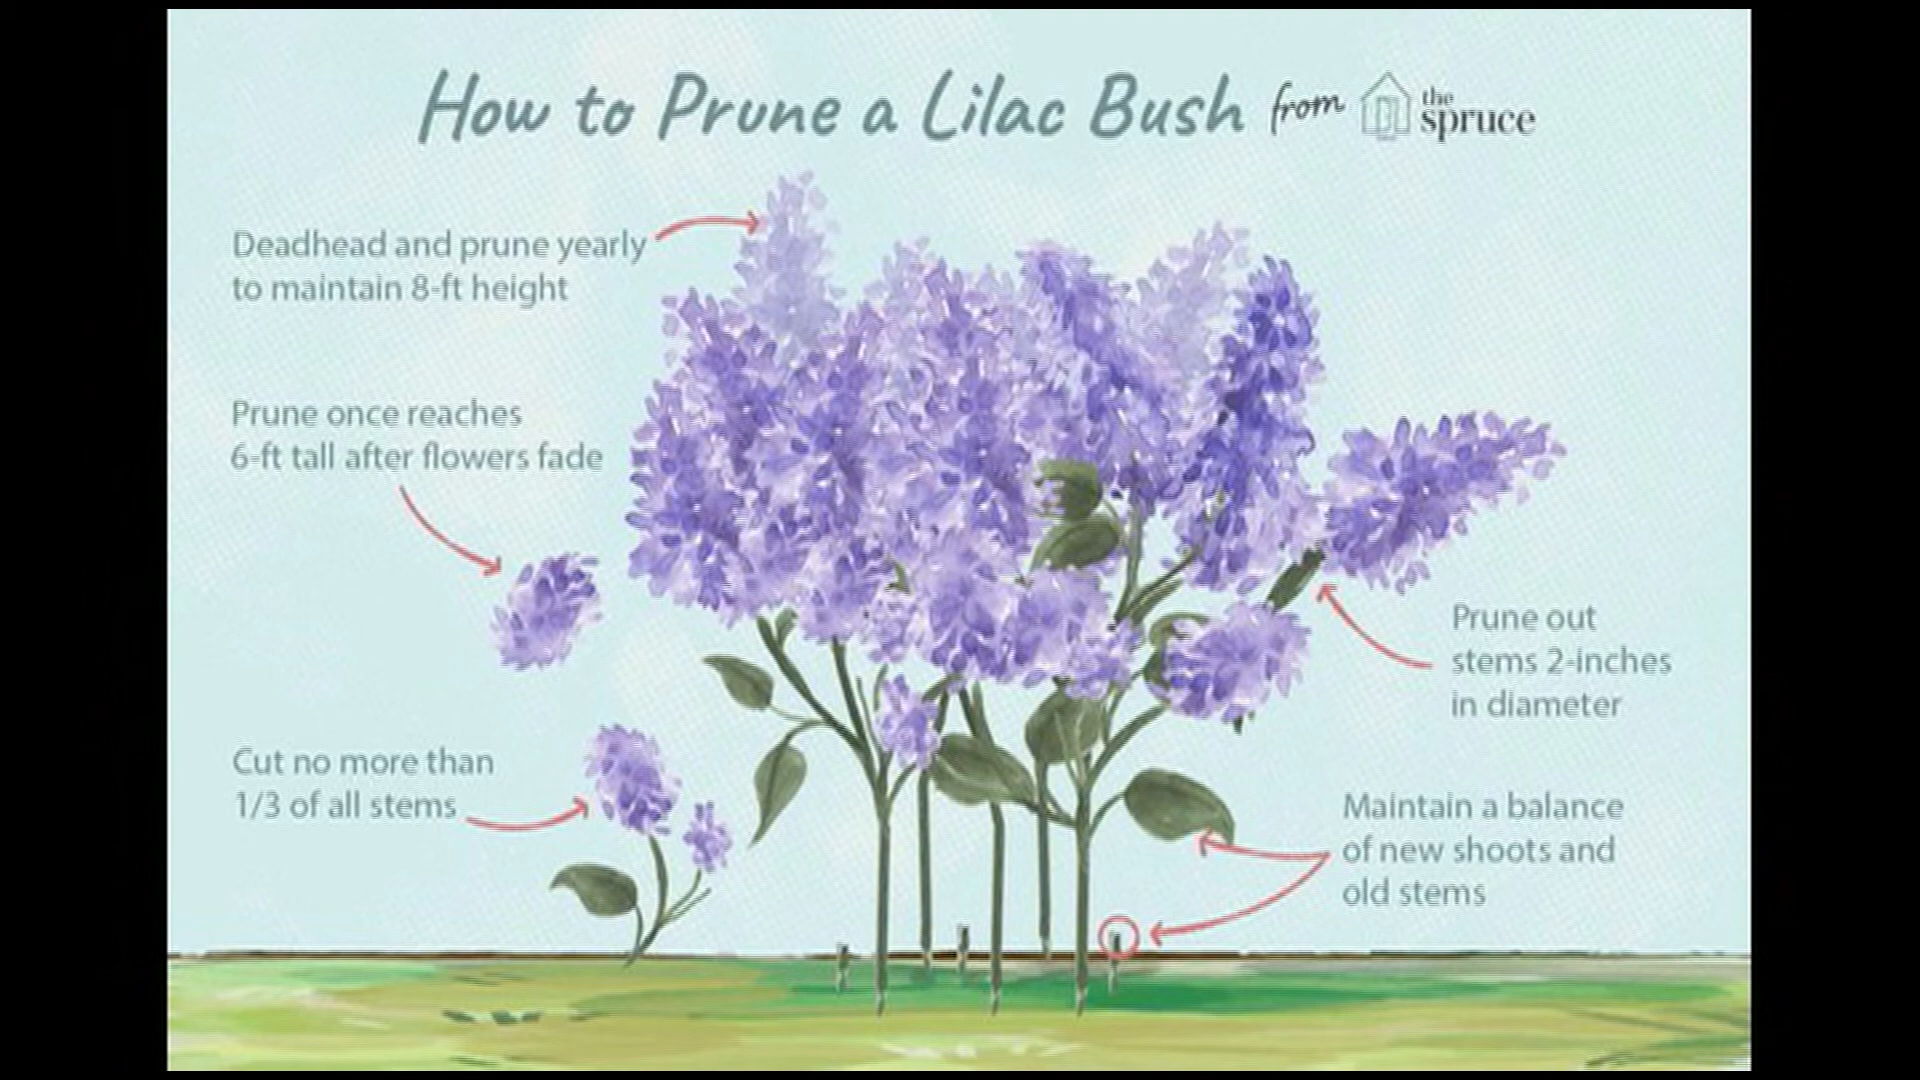 How to Prune a Lilac Bush from the spruce
Deadhead and prune yearly
to maintain 8-ft height
Prune once reaches
6-ft tall after flowers fade
Cut no more than
1/3 of all stems
Prune out
stems 2-inches
in diameter
Maintain a balance
of new shoots and
old stems